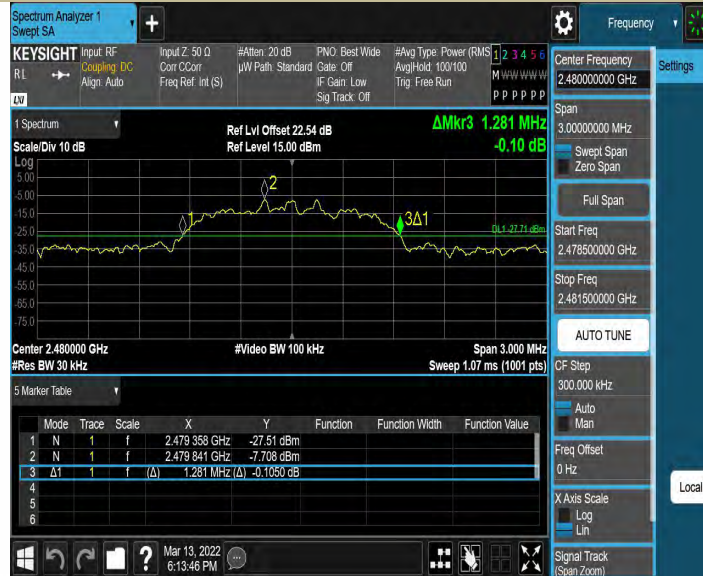 Spectrum Analyzer 1
Swept SA
Frequency
KEYSIGHT
Input: RF
Input Z: 50 Ω
#Atten: 20 dB
PNO: Best Wide
#Avg Type: Power (RMS
1 2 3 4 5 6
RL
Coupling: DC
Corr CCorr
µW Path: Standard
Gate: Off
Avg|Hold: 100/100
M W W W W W
Align: Auto
Freq Ref: Int (S)
IF Gain: Low
Trig: Free Run
Sig Track: Off
P P P P P P
LXI
1 Spectrum
Ref Lvl Offset 22.54 dB
ΔMkr3 1.281 MHz
Scale/Div 10 dB
Ref Level 15.00 dBm
-0.10 dB
Log
5.00
-5.00
-15.0
-25.0
-35.0
-45.0
-55.0
-65.0
-75.0
1
2
3Δ1
DL1 -27.71 dBm
Center 2.480000 GHz
#Video BW 100 kHz
Span 3.000 MHz
#Res BW 30 kHz
Sweep 1.07 ms (1001 pts)
5 Marker Table
Mode Trace Scale X Y Function Function Width Function Value
1 N 1 f 2.479 358 GHz -27.51 dBm
2 N 1 f 2.479 841 GHz -7.708 dBm
3 Δ1 1 f (Δ) 1.281 MHz (Δ) -0.1050 dB
4
5
6
Mar 13, 2022
6:13:46 PM
Center Frequency
2.480000000 GHz
Settings
Span
3.00000000 MHz
Swept Span
Zero Span
Full Span
Start Freq
2.478500000 GHz
Stop Freq
2.481500000 GHz
AUTO TUNE
CF Step
300.000 kHz
Auto
Man
Freq Offset
0 Hz
Local
X Axis Scale
Log
Lin
Signal Track
(Span Zoom)